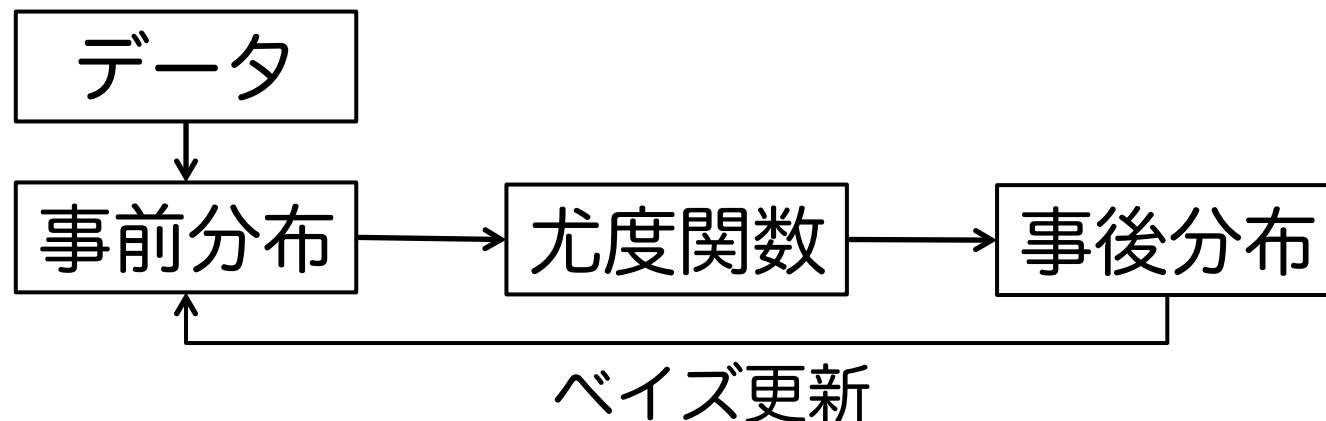 データ
事前分布
尤度関数
事後分布
ベイズ更新